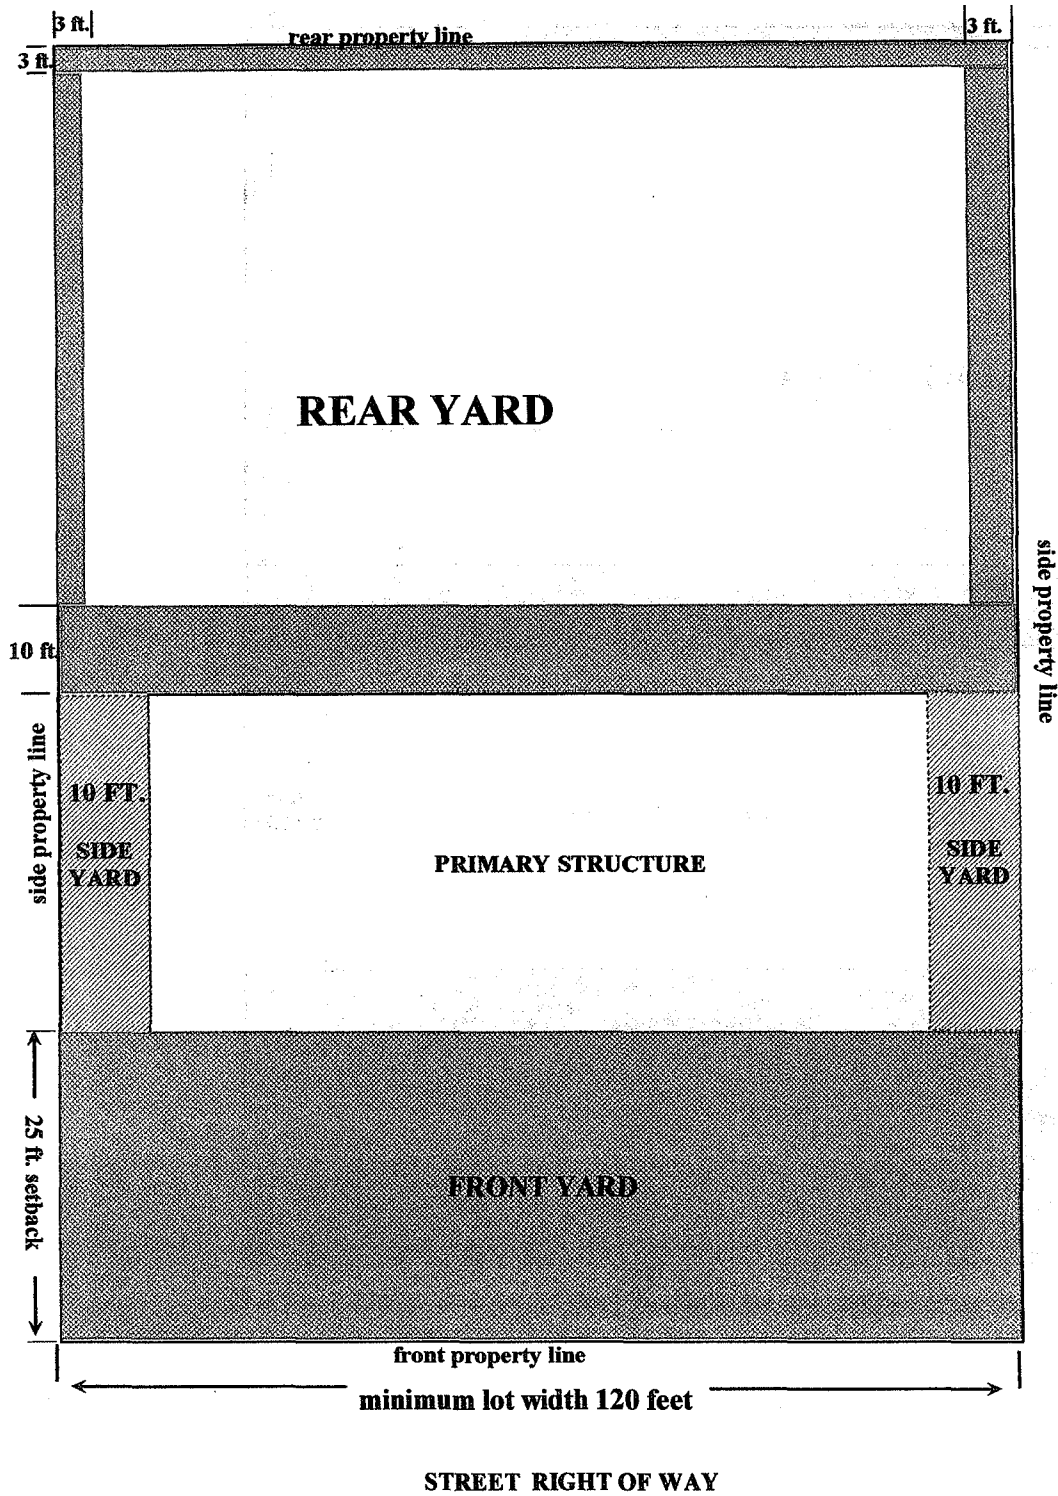 3 ft.
rear property line
3 ft.
3 ft.
REAR YARD
side property line
10 ft.
side property line
10 FT.
SIDE
YARD
PRIMARY STRUCTURE
10 FT.
SIDE
YARD
25 ft. setback
FRONT YARD
front property line
minimum lot width 120 feet
STREET RIGHT OF WAY